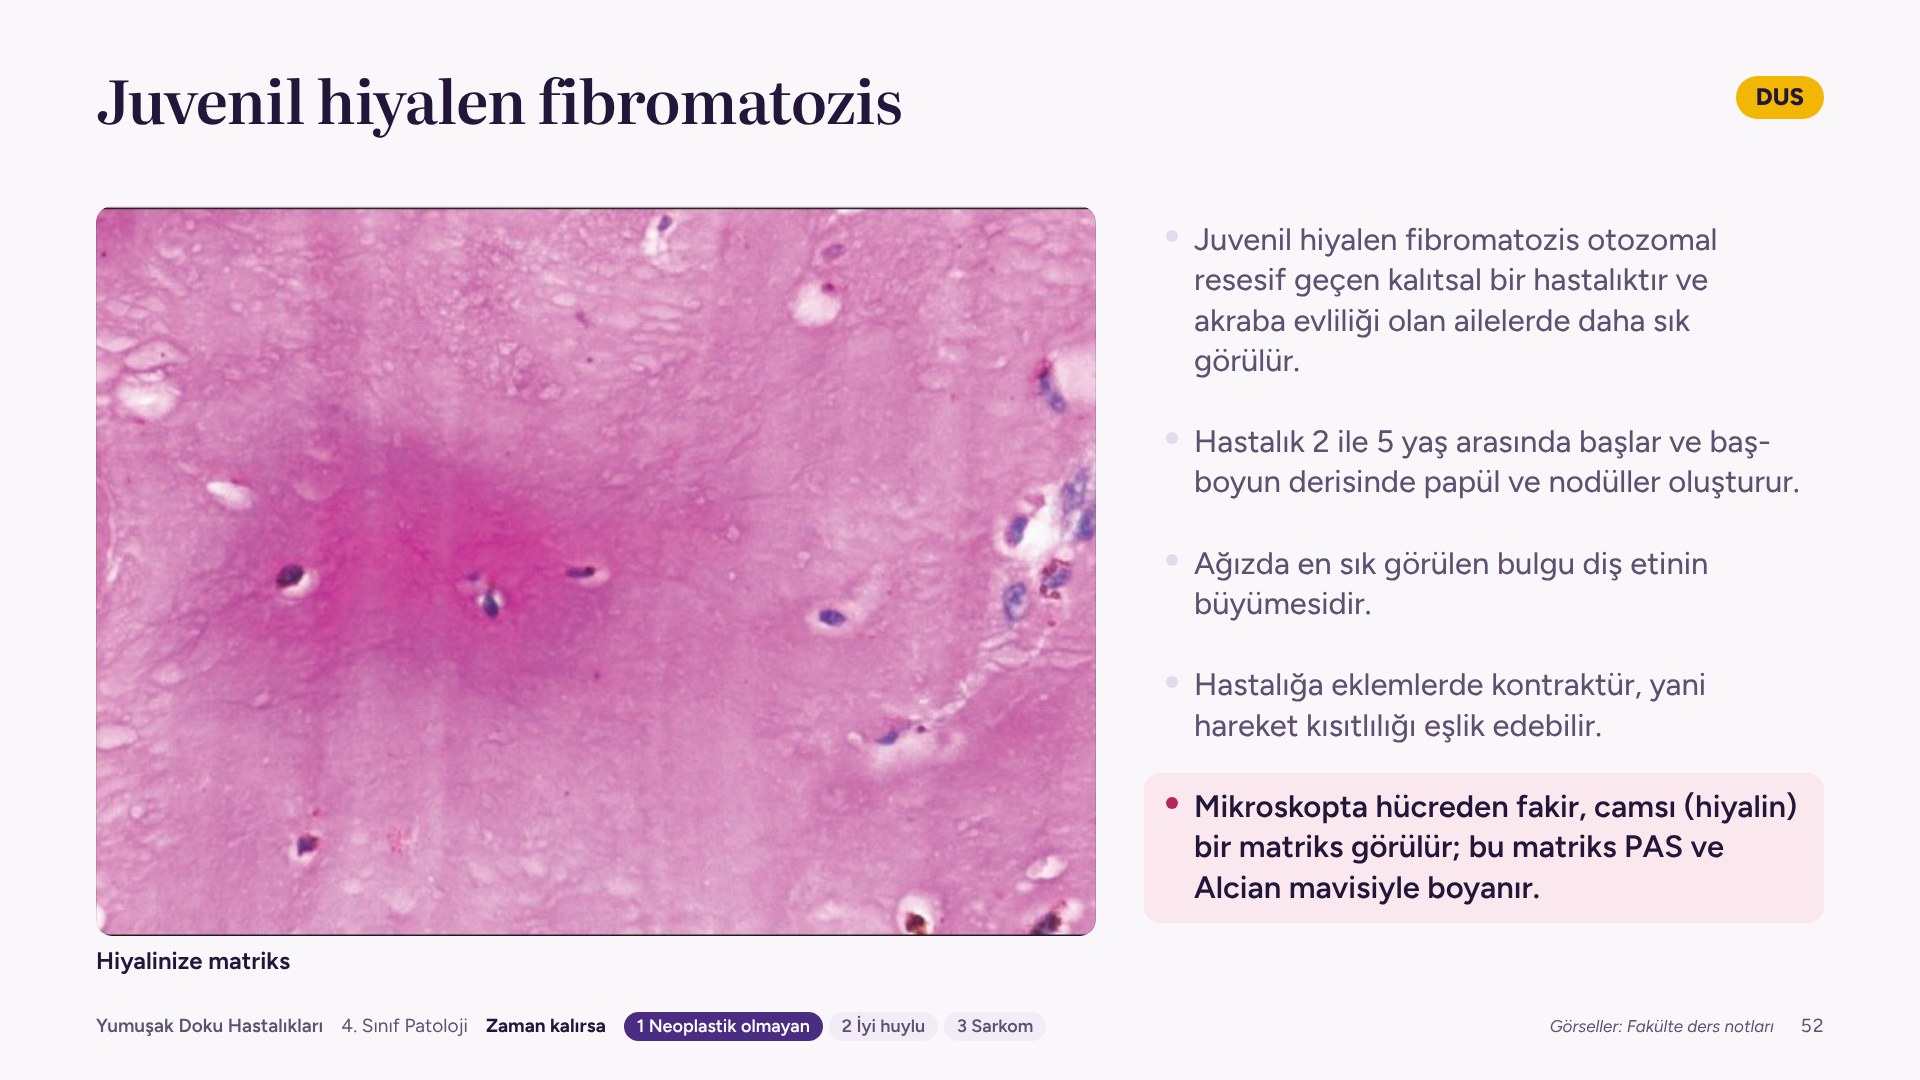 Juvenil hiyalen fibromatozis
DUS
Juvenil hiyalen fibromatozis otozomal
resesif geçen kalıtsal bir hastalıktır ve
akraba evliliği olan ailelerde daha sık
görülür.
Hastalık 2 ile 5 yaş arasında başlar ve baş-
boyun derisinde papül ve nodüller oluşturur.
Ağızda en sık görülen bulgu diş etinin
büyümesidir.
Hastalığa eklemlerde kontraktür, yani
hareket kısıtlılığı eşlik edebilir.
Mikroskopta hücreden fakir, camsı (hiyalin)
bir matriks görülür; bu matriks PAS ve
Alcian mavisiyle boyanır.
Hiyalinize matriks
Yumuşak Doku Hastalıkları 4. Sınıf Patoloji Zaman kalırsa 1 Neoplastik olmayan 2 İyi huylu 3 Sarkom
Görseller: Fakülte ders notları 52